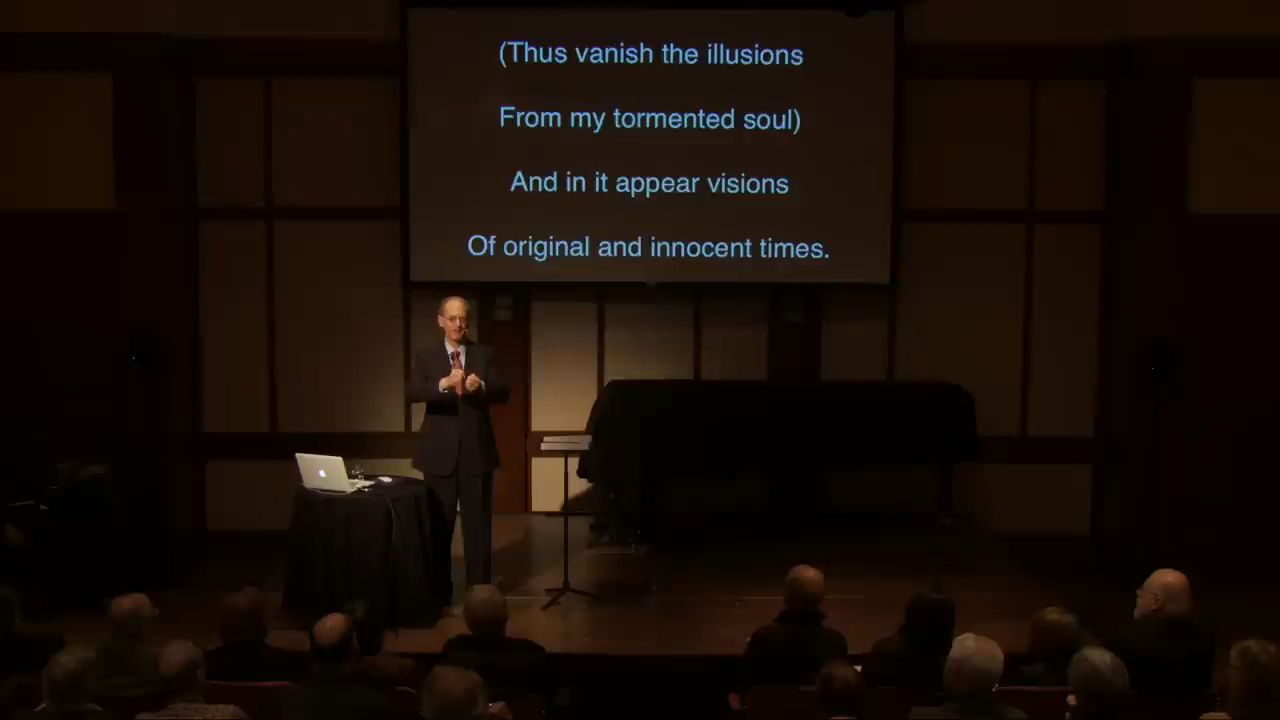 (Thus vanish the illusions
From my tormented soul)
And in it appear visions
Of original and innocent times.